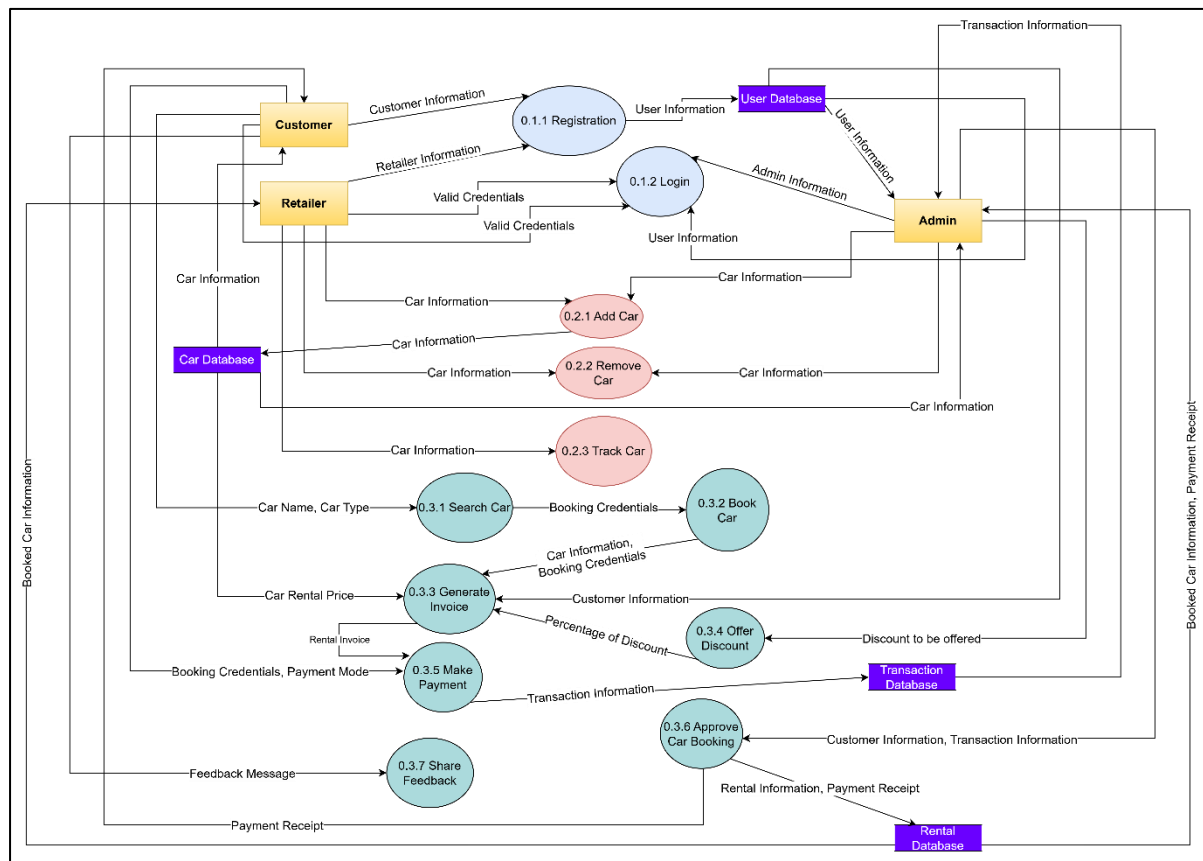 Transaction Information
Customer
Customer Information
0.1.1 Registration
User Information
User Database
User Information
Retailer Information
Retailer
Valid Credentials
Valid Credentials
0.1.2 Login
Admin Information
User Information
Admin
Car Information
Car Information
Car Information
0.2.1 Add Car
Car Information
Car Database
Car Information
0.2.2 Remove
Car
Car Information
Car Information
Car Information
0.2.3 Track Car
Car Name, Car Type
0.3.1 Search Car
Booking Credentials
0.3.2 Book
Car
Booked Car Information
Booked Car Information, Payment Receipt
Car Information,
Booking Credentials
Car Rental Price
0.3.3 Generate
Invoice
Customer Information
Percentage of Discount
0.3.4 Offer
Discount
Discount to be offered
Rental Invoice
Booking Credentials, Payment Mode
0.3.5 Make
Payment
Transaction Information
Transaction
Database
0.3.6 Approve
Car Booking
Customer Information, Transaction Information
Feedback Message
0.3.7 Share
Feedback
Rental Information, Payment Receipt
Payment Receipt
Rental
Database